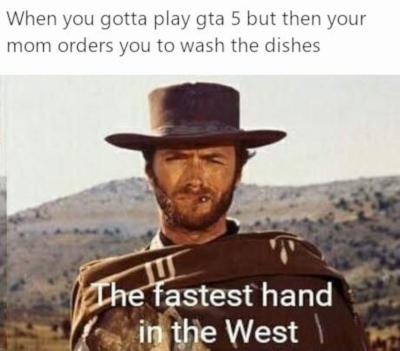 When you gotta play gta 5 but then your
mom orders you to wash the dishes
The fastest hand
in the West